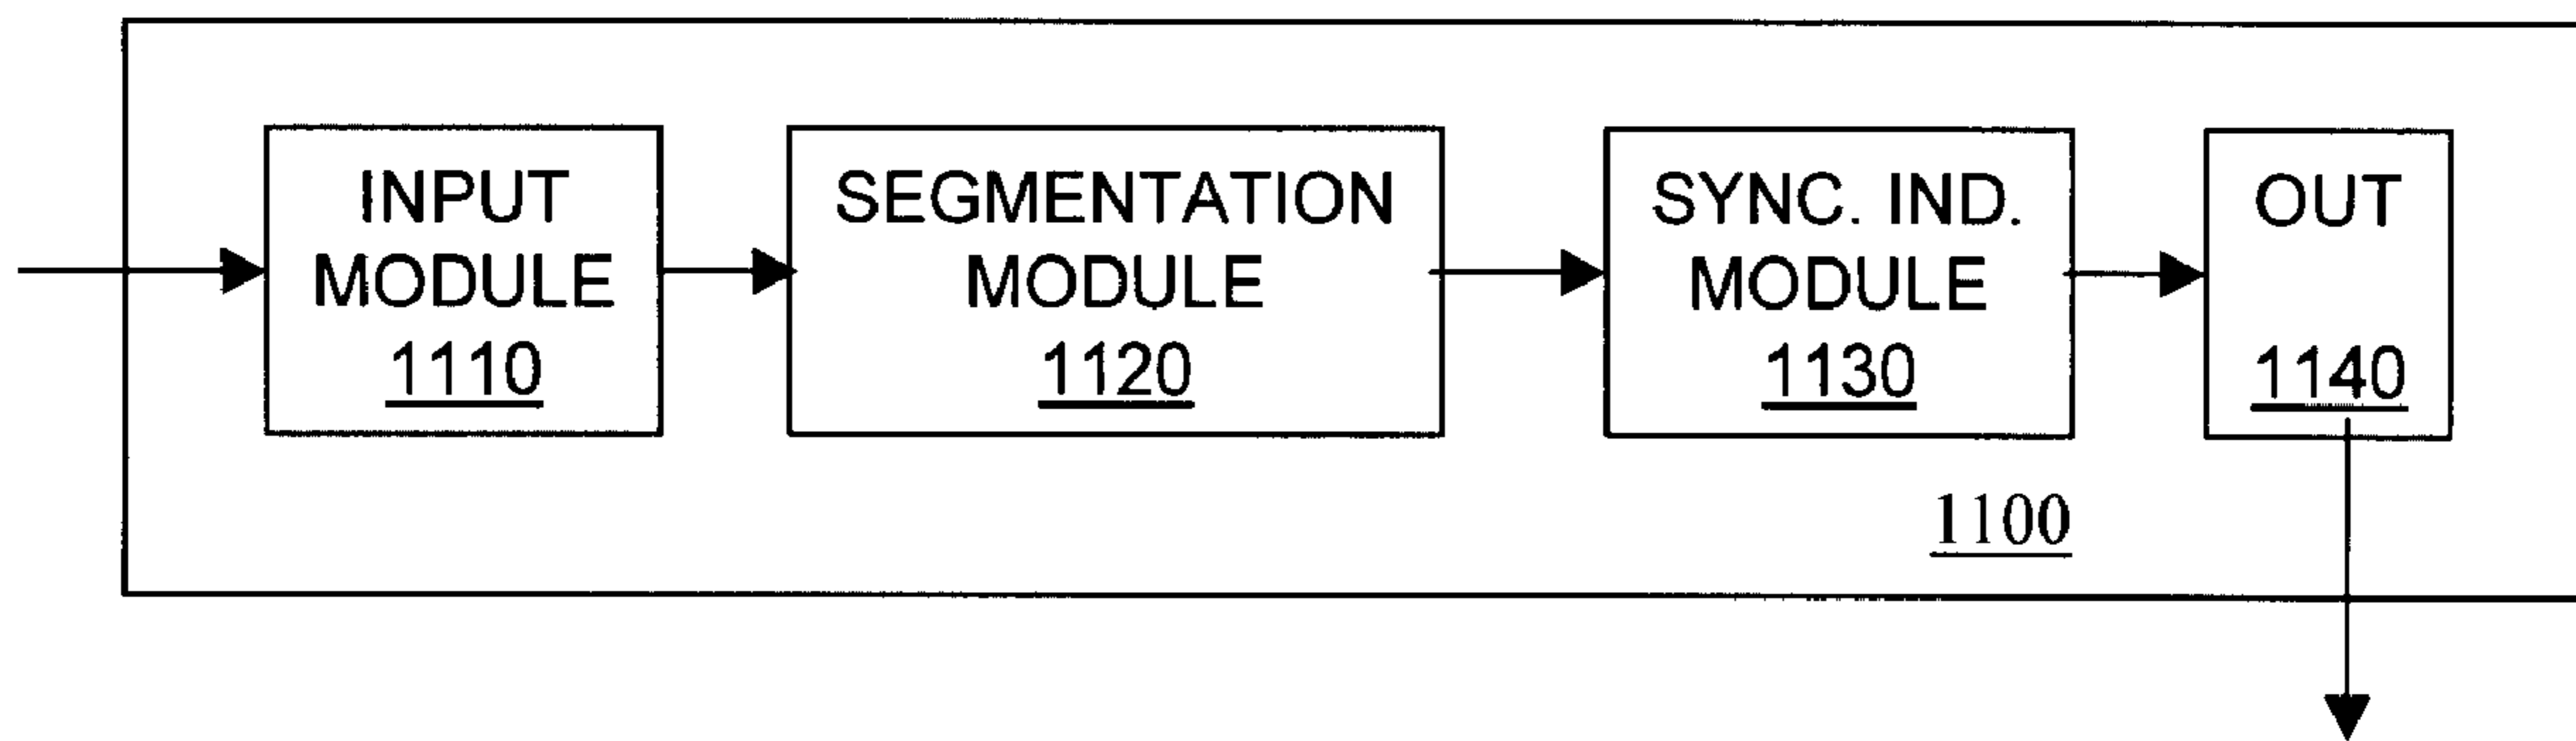 INPUT
MODULE
1110
SEGMENTATION
MODULE
1120
SYNC. IND.
MODULE
1130
OUT
1140
1100